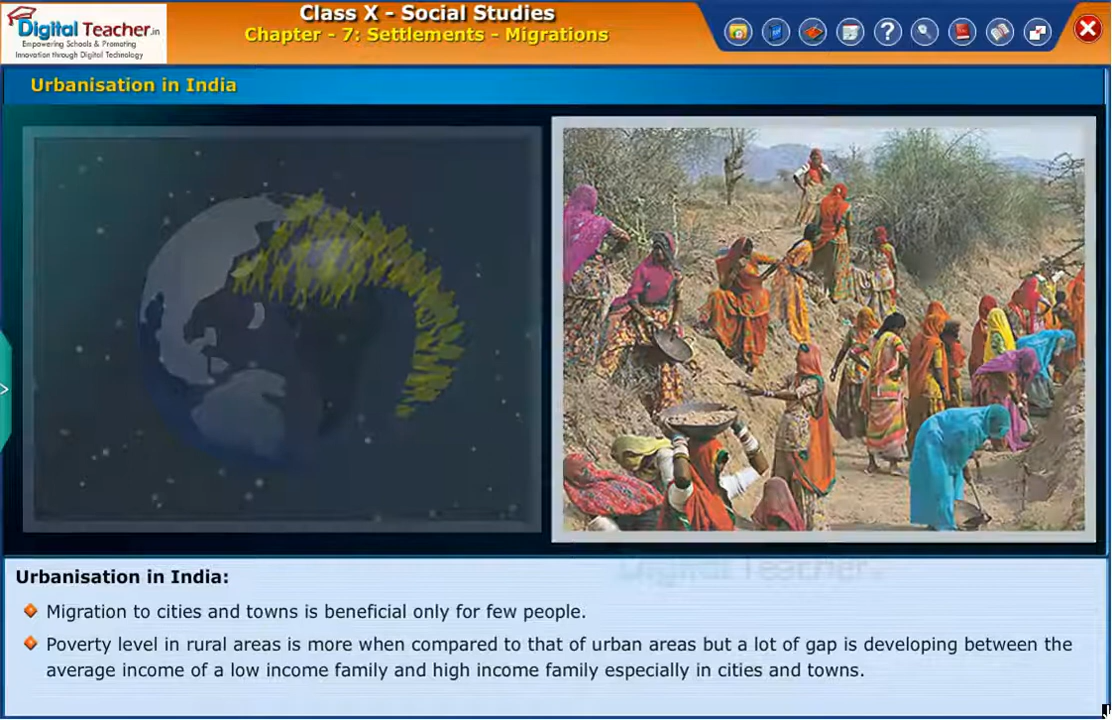 Digital Teacher.in
Empowering Schools & Promoting
Innovation through Digital Technology
Class X - Social Studies
Chapter - 7: Settlements - Migrations
?
Urbanisation in India
Digital Teacher.in
Urbanisation in India:
Migration to cities and towns is beneficial only for few people.
Poverty level in rural areas is more when compared to that of urban areas but a lot of gap is developing between the
average income of a low income family and high income family especially in cities and towns.